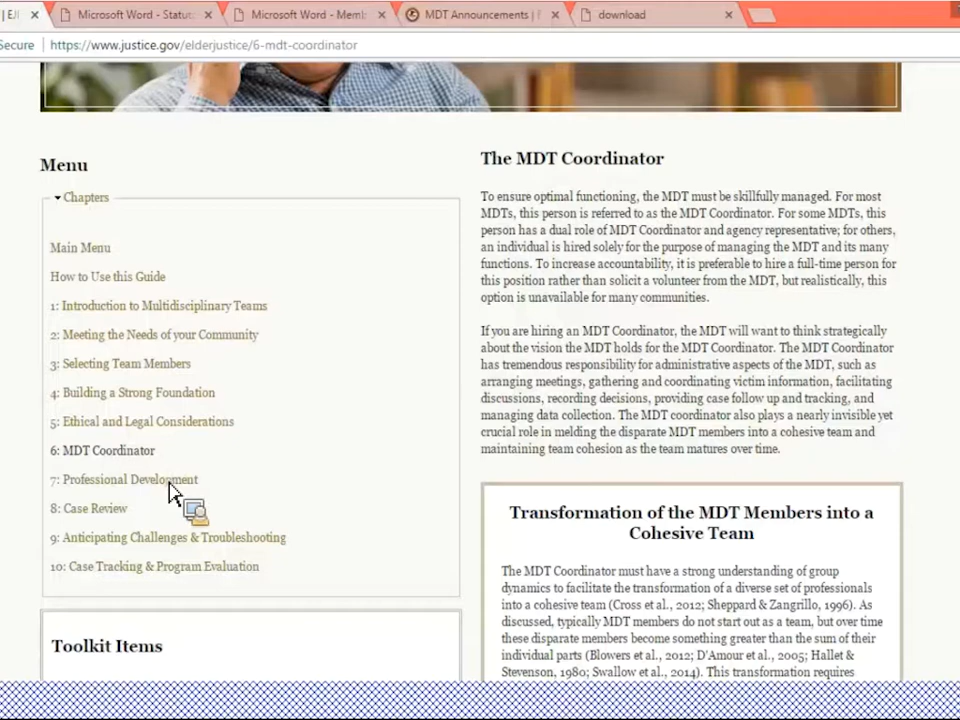 | EJI
Microsoft Word - Statu
Microsoft Word - Memb
MDT Announcements |
download
Secure
https://www.justice.gov/elderjustice/6-mdt-coordinator
Menu
Chapters
Main Menu
How to Use this Guide
1: Introduction to Multidisciplinary Teams
2: Meeting the Needs of your Community
3: Selecting Team Members
4: Building a Strong Foundation
5: Ethical and Legal Considerations
6: MDT Coordinator
7: Professional Development
8: Case Review
9: Anticipating Challenges & Troubleshooting
10: Case Tracking & Program Evaluation
Toolkit Items
The MDT Coordinator
To ensure optimal functioning, the MDT must be skillfully managed. For most
MDTs, this person is referred to as the MDT Coordinator. For some MDTs, this
person has a dual role of MDT Coordinator and agency representative; for others,
an individual is hired solely for the purpose of managing the MDT and its many
functions. To increase accountability, it is preferable to hire a full-time person for
this position rather than solicit a volunteer from the MDT, but realistically, this
option is unavailable for many communities.
If you are hiring an MDT Coordinator, the MDT will want to think strategically
about the vision the MDT holds for the MDT Coordinator. The MDT Coordinator
has tremendous responsibility for administrative aspects of the MDT, such as
arranging meetings, gathering and coordinating victim information, facilitating
discussions, recording decisions, providing case follow up and tracking, and
managing data collection. The MDT coordinator also plays a nearly invisible yet
crucial role in melding the disparate MDT members into a cohesive team and
maintaining team cohesion as the team matures over time.
Transformation of the MDT Members into a
Cohesive Team
The MDT Coordinator must have a strong understanding of group
dynamics to facilitate the transformation of a diverse set of professionals
into a cohesive team (Cross et al., 2012; Sheppard & Zangrillo, 1996). As
discussed, typically MDT members do not start out as a team, but over time
these disparate members become something greater than the sum of their
individual parts (Blowers et al., 2012; D'Amour et al., 2005; Hallet &
Stevenson, 1980; Swallow et al., 2014). This transformation requires